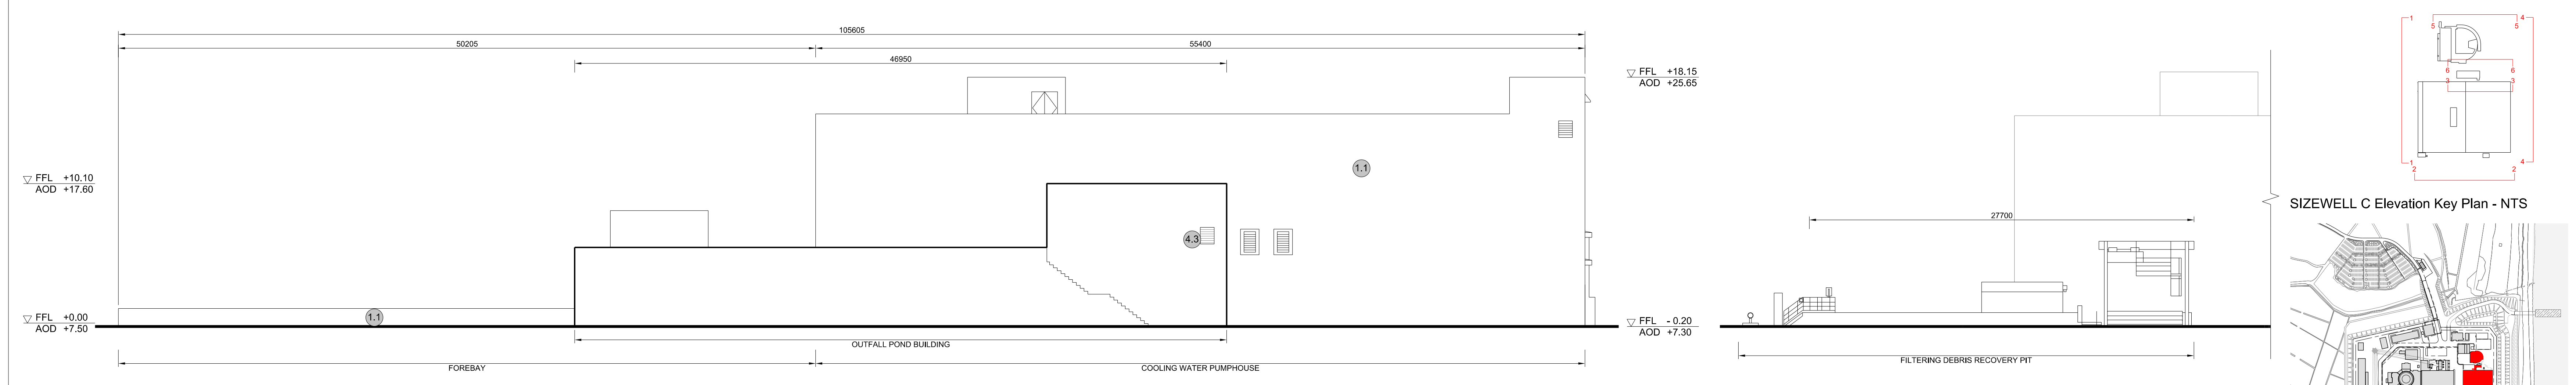 105605
50205
55400
46950
FFL +10.10
AOD +17.60
FFL +0.00
AOD +7.50
1.1
4.3
1.1
OUTFALL POND BUILDING
FOREBAY
COOLING WATER PUMPHOUSE
FFL +18.15
AOD +25.65
FFL - 0.20
AOD +7.30
27700
FILTERING DEBRIS RECOVERY PIT
1
4
5
5
6
6
3
3
1
4
2
2
SIZEWELL C Elevation Key Plan - NTS